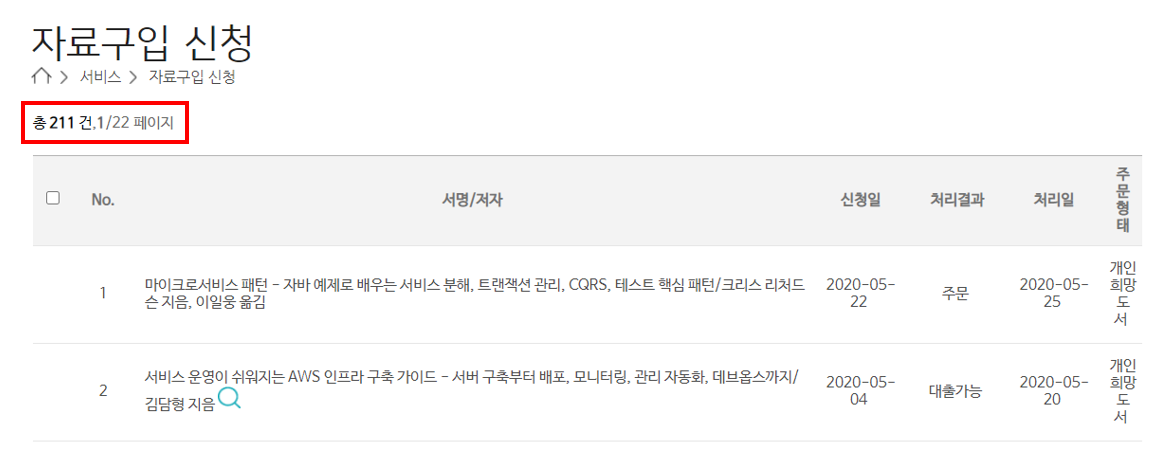 자료구입 신청
서비스 자료구입 신청
총 211 건,1/22 페이지
No. 서명/저자 신청일 처리결과 처리일 주문형태
마이크로서비스 패턴 - 자바 예제로 배우는 서비스 분해, 트랜잭션 관리, CQRS, 테스트 핵심 패턴/크리스 리처드
1 슨 지음, 이일웅 옮김 2020-05-22 주문 2020-05-25 개인희망도서
서비스 운영이 쉬워지는 AWS 인프라 구축 가이드 - 서버 구축부터 배포, 모니터링, 관리 자동화, 데브옵스까지/
2 김담형 지음 2020-05-04 대출가능 2020-05-20 개인희망도서